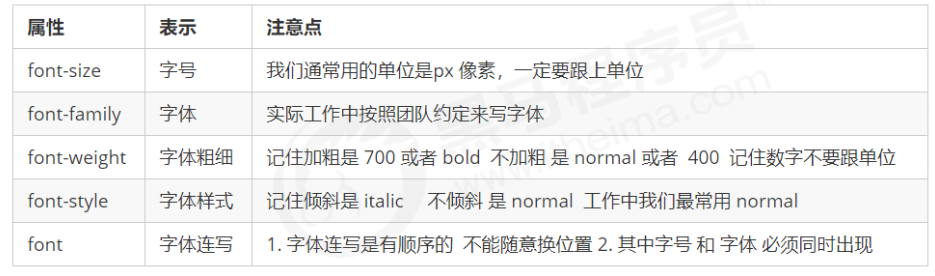 属性 表示 注意点
font-size 字号 我们通常用的单位是px 像素，一定要跟上单位
font-family 字体 实际工作中按照团队约定来写字体
font-weight 字体粗细 记住加粗是 700 或者 bold 不加粗 是 normal 或者 400 记住数字不要跟单位
font-style 字体样式 记住倾斜是 italic 不倾斜 是 normal 工作中我们最常用 normal
font 字体连写 1. 字体连写是有顺序的 不能随意换位置 2. 其中字号 和 字体 必须同时出现
黑马程序员
www.itheima.com